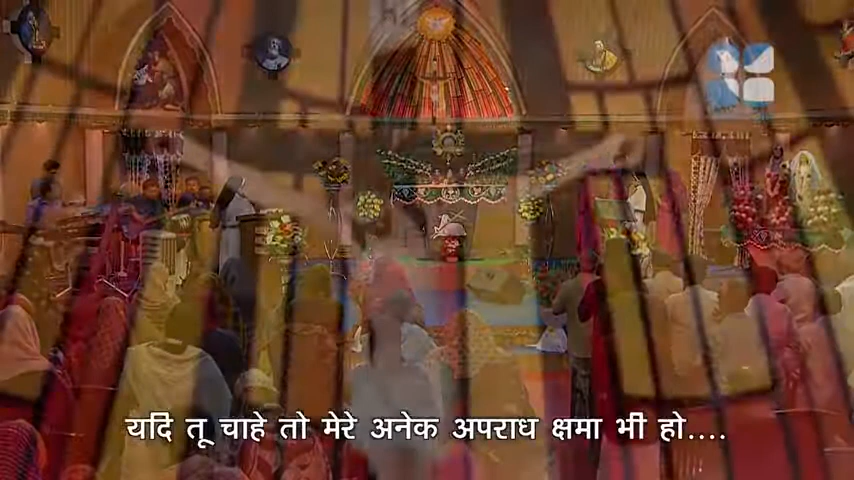 यदि तू चाहे तो मेरे अनेक अपराध क्षमा भी हो....